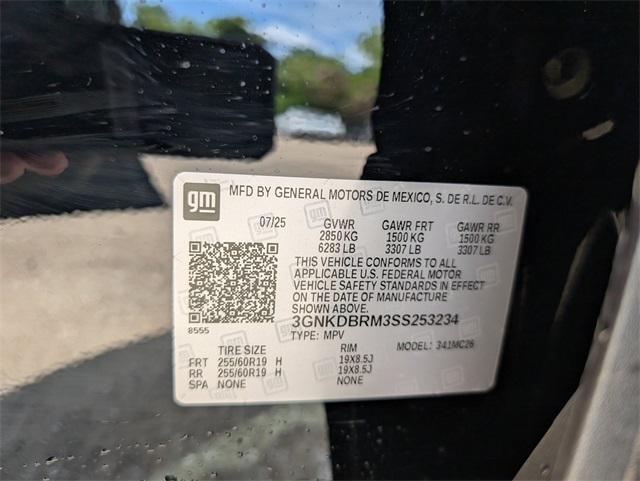 gm MFD BY GENERAL MOTORS DE MEXICO, S. DE R.L. DE C.V.
07/25 GVWR GAWR FRT GAWR RR
2850 KG 1500 KG 1500 KG
6283 LB 3307 LB 3307 LB
THIS VEHICLE CONFORMS TO ALL
APPLICABLE U.S. FEDERAL MOTOR
VEHICLE SAFETY STANDARDS IN EFFECT
ON THE DATE OF MANUFACTURE
SHOWN ABOVE.
3GNKDBRM3SS253234
8555
TYPE: MPV MODEL: 341MC26
TIRE SIZE RIM
FRT 255/60R19 H 19X8.5J
RR 255/60R19 H 19X8.5J
SPA NONE NONE